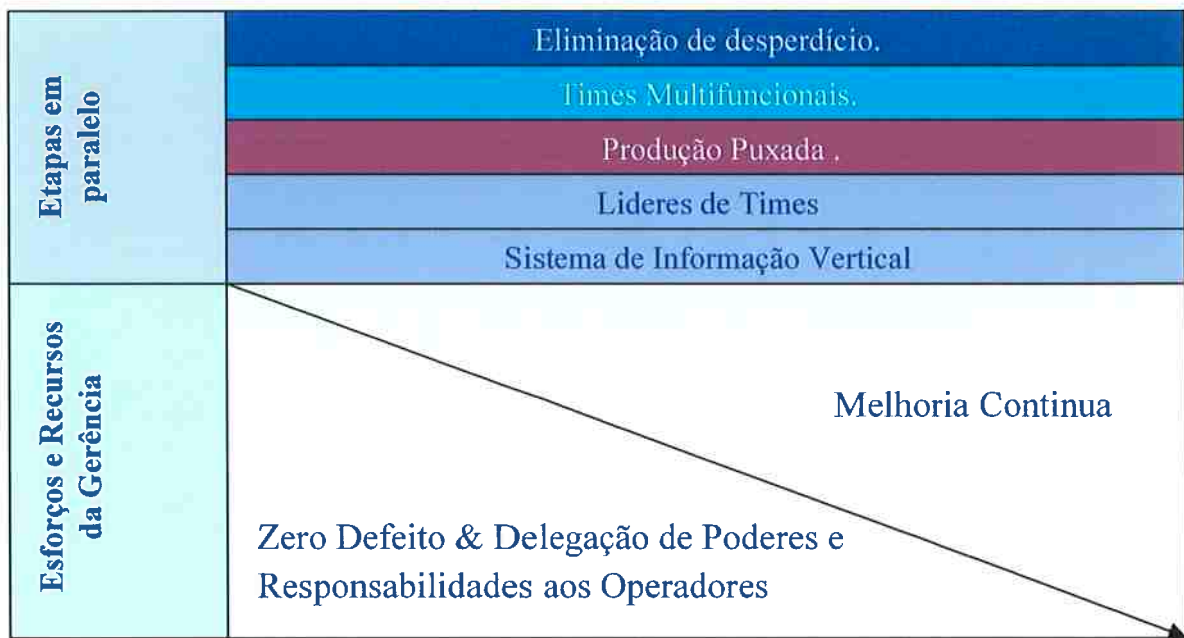 Etapas em
paralelo
Eliminação de desperdício.
Times Multifuncionais.
Produção Puxada .
Lideres de Times
Sistema de Informação Vertical
Esforços e Recursos
da Gerência
Melhoria Continua
Zero Defeito & Delegação de Poderes e
Responsabilidades aos Operadores